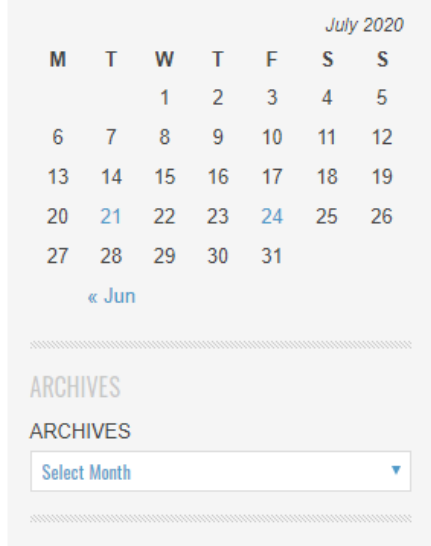 July 2020
M T W T F S S
1 2 3 4 5
6 7 8 9 10 11 12
13 14 15 16 17 18 19
20 21 22 23 24 25 26
27 28 29 30 31
« Jun
ARCHIVES
ARCHIVES
Select Month